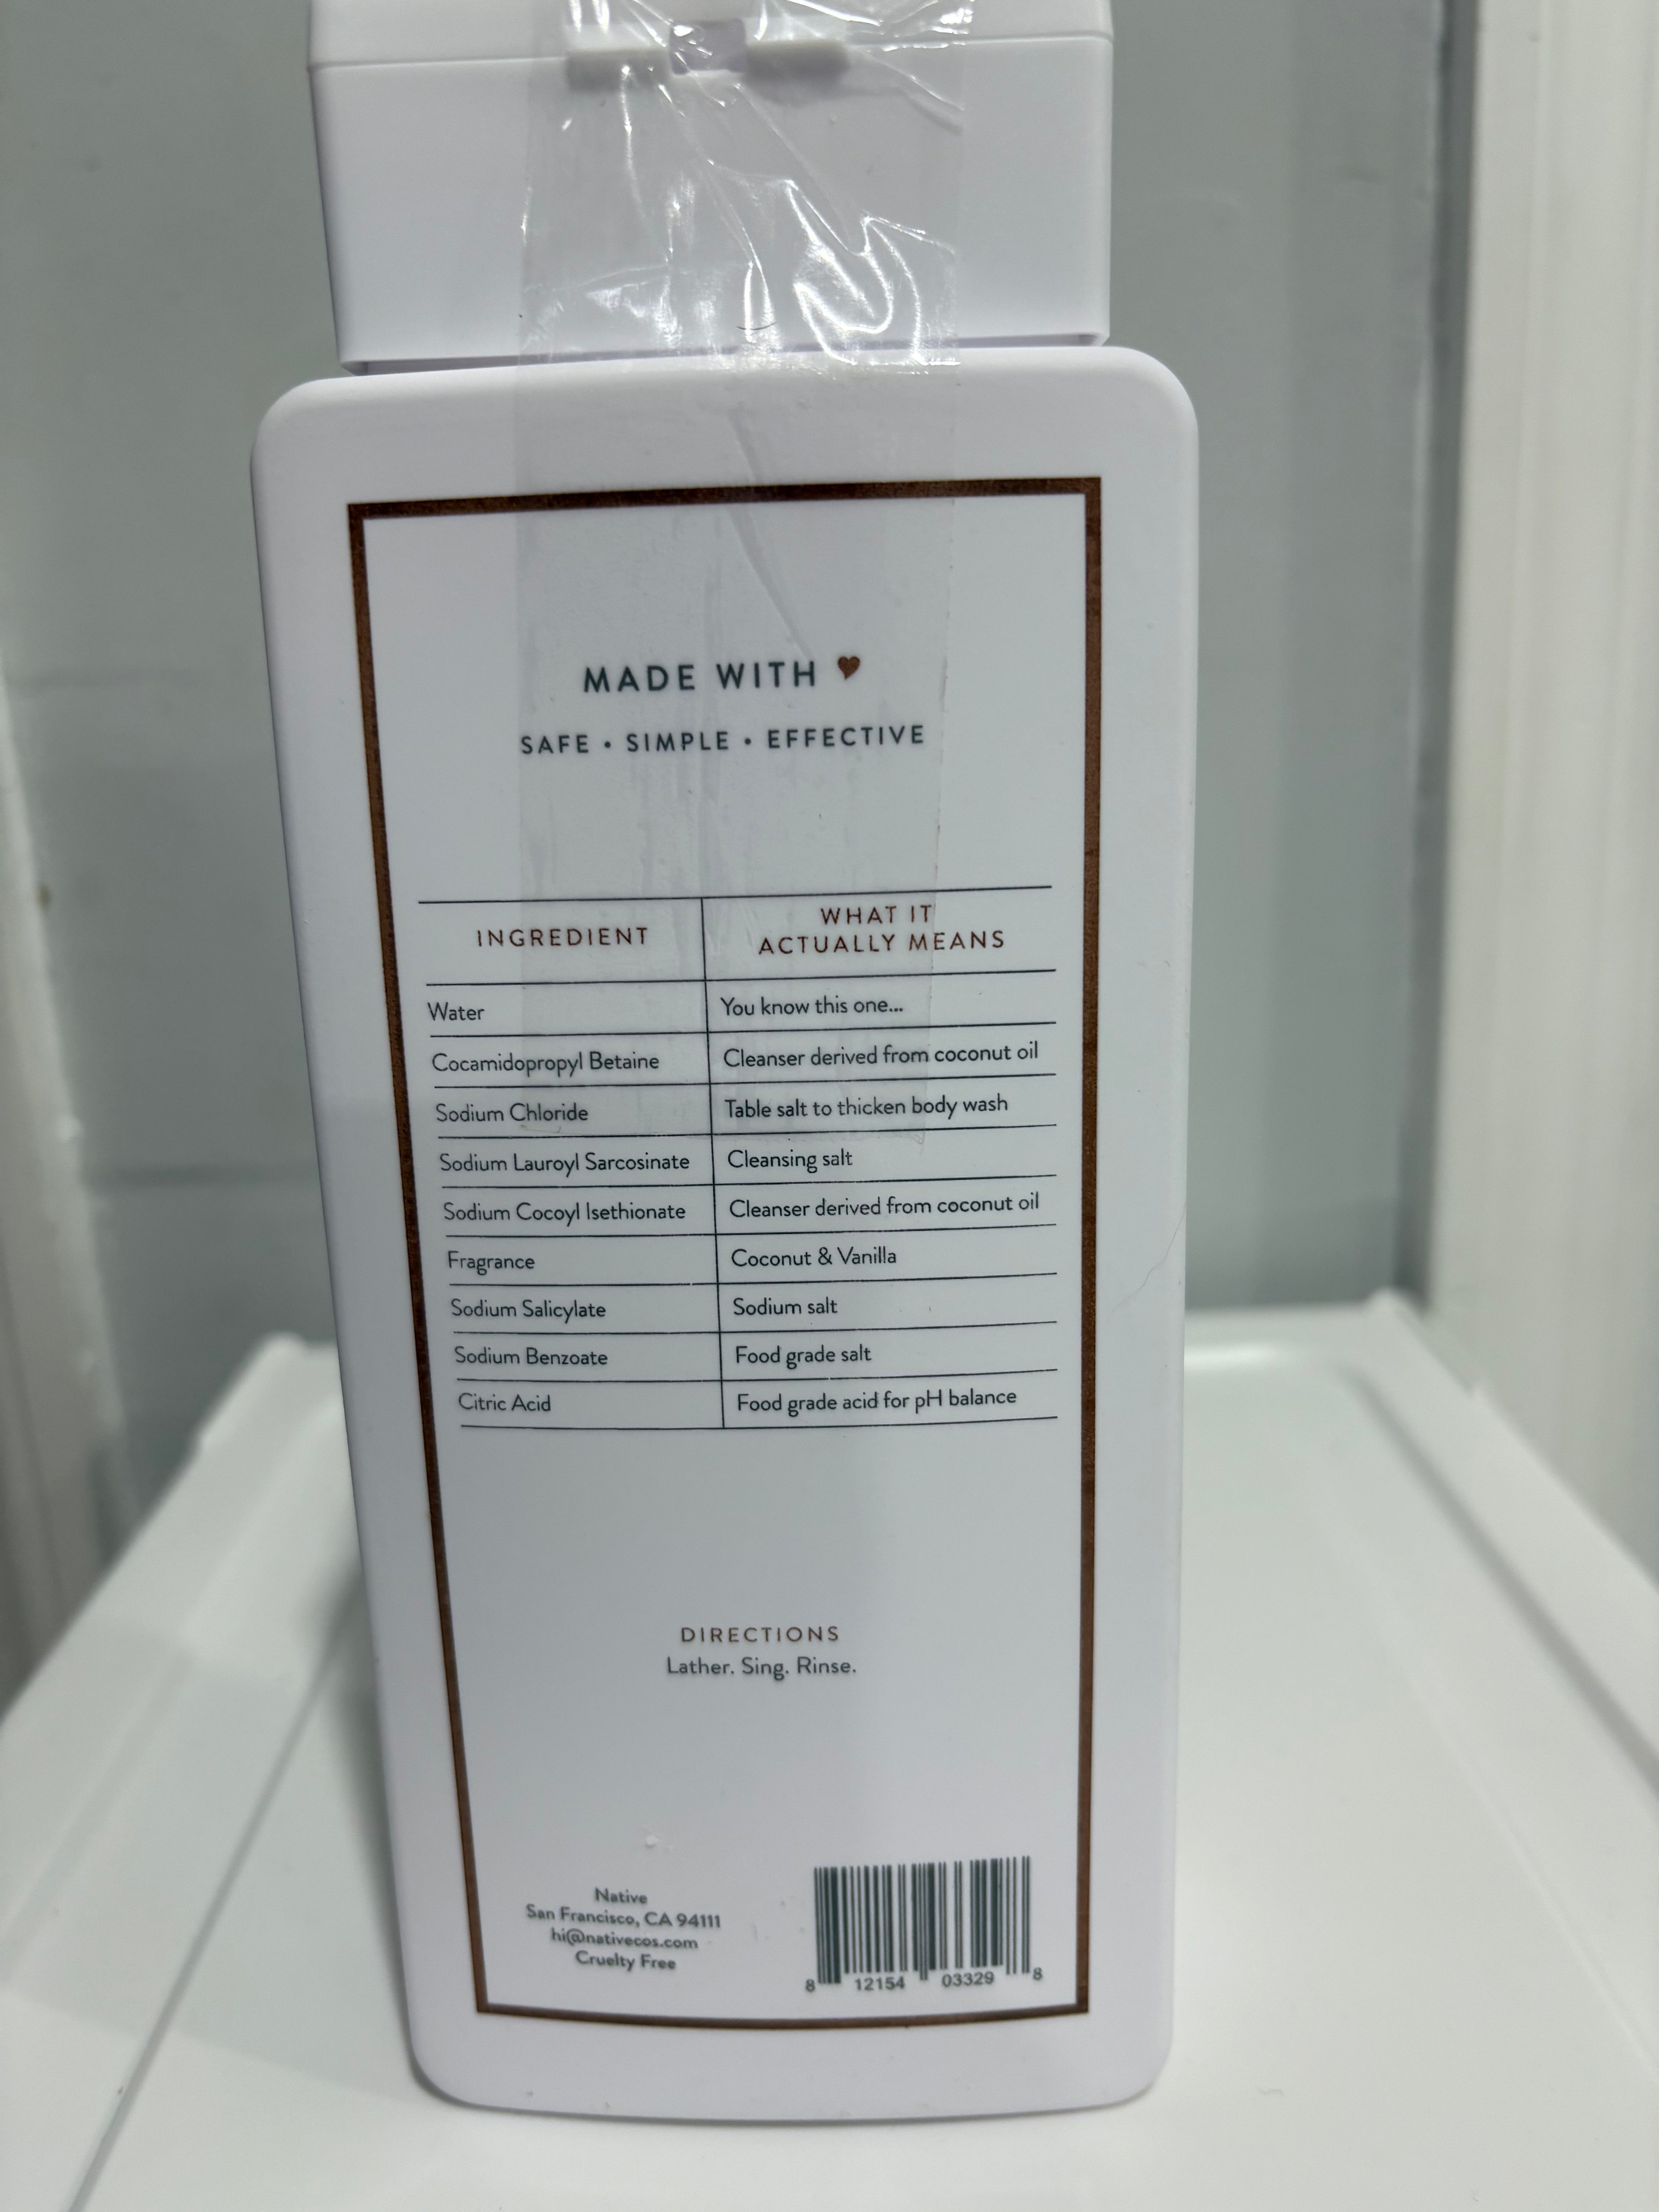 MADE WITH ♥
SAFE • SIMPLE • EFFECTIVE
INGREDIENT
WHAT IT
ACTUALLY MEANS
Water You know this one...
Cocamidopropyl Betaine Cleanser derived from coconut oil
Sodium Chloride Table salt to thicken body wash
Sodium Lauroyl Sarcosinate Cleansing salt
Sodium Cocoyl Isethionate Cleanser derived from coconut oil
Fragrance Coconut & Vanilla
Sodium Salicylate Sodium salt
Sodium Benzoate Food grade salt
Citric Acid Food grade acid for pH balance
DIRECTIONS
Lather. Sing. Rinse.
Native
San Francisco, CA 94111
hi@nativecos.com
Cruelty Free
8 12154 03329 8